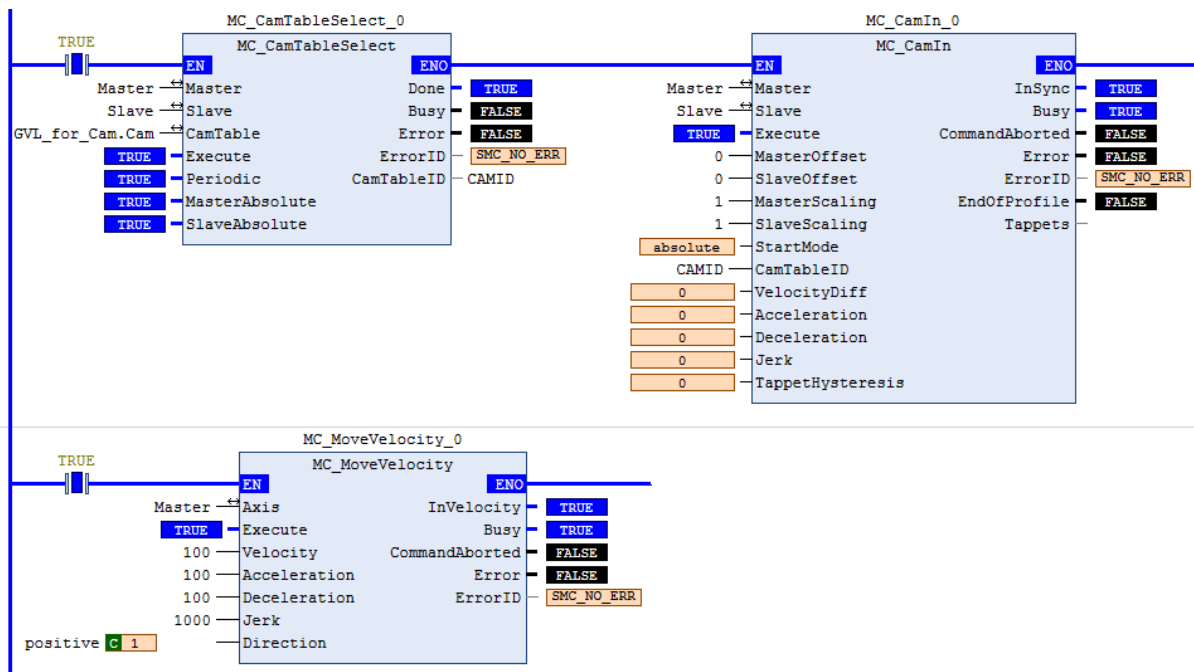 MC_CamTableSelect_0
TRUE
MC_CamTableSelect
EN ENO
Master Master Done TRUE
Slave Slave Busy FALSE
GVL_for_Cam.Cam CamTable Error FALSE
TRUE Execute ErrorID SMC_NO_ERR
TRUE Periodic CamTableID CAMID
TRUE MasterAbsolute
TRUE SlaveAbsolute
MC_CamIn_0
MC_CamIn
EN ENO
Master Master InSync TRUE
Slave Slave Busy TRUE
TRUE Execute CommandAborted FALSE
0 MasterOffset Error FALSE
0 SlaveOffset ErrorID SMC_NO_ERR
1 MasterScaling EndOfProfile FALSE
1 SlaveScaling Tappets
absolute StartMode
CAMID CamTableID
0 VelocityDiff
0 Acceleration
0 Deceleration
0 Jerk
0 TappetHysteresis
MC_MoveVelocity_0
TRUE
MC_MoveVelocity
EN ENO
Master Axis InVelocity TRUE
TRUE Execute Busy TRUE
100 Velocity CommandAborted FALSE
100 Acceleration Error FALSE
100 Deceleration ErrorID SMC_NO_ERR
1000 Jerk
positive C 1 Direction